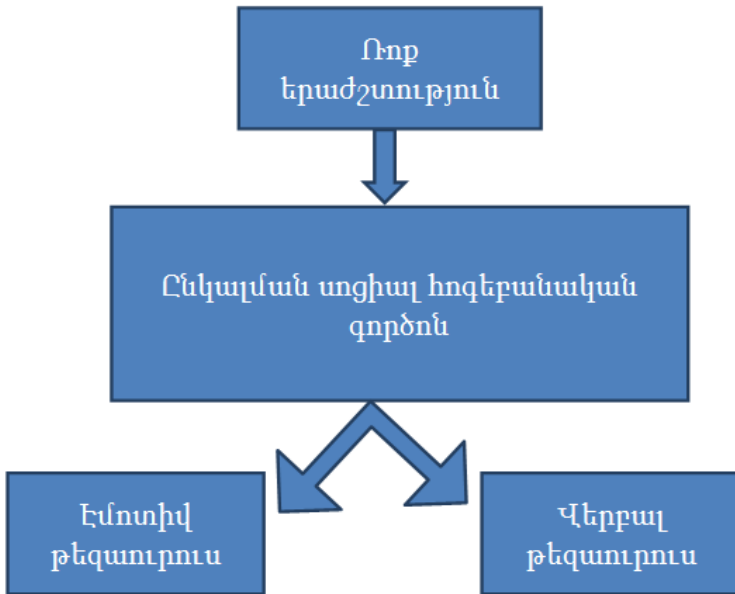 Ռոք
երաժշտություն
Ընկալման սոցիալ հոգեբանական
գործոն
Էմոտիվ
թեզաուրուս
Վերբալ
թեզաուրուս